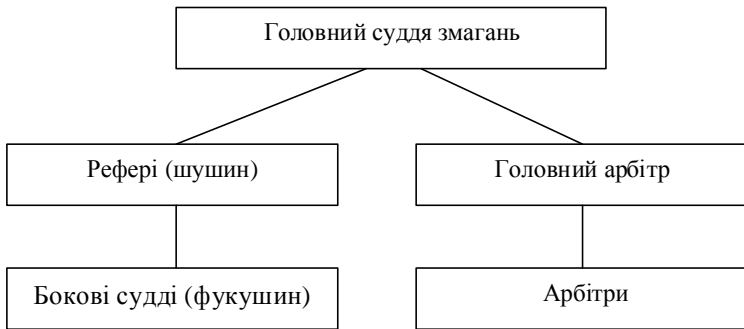 Головний суддя змагань
Рефері (шушин)
Головний арбітр
Бокові судді (фукушин)
Арбітри